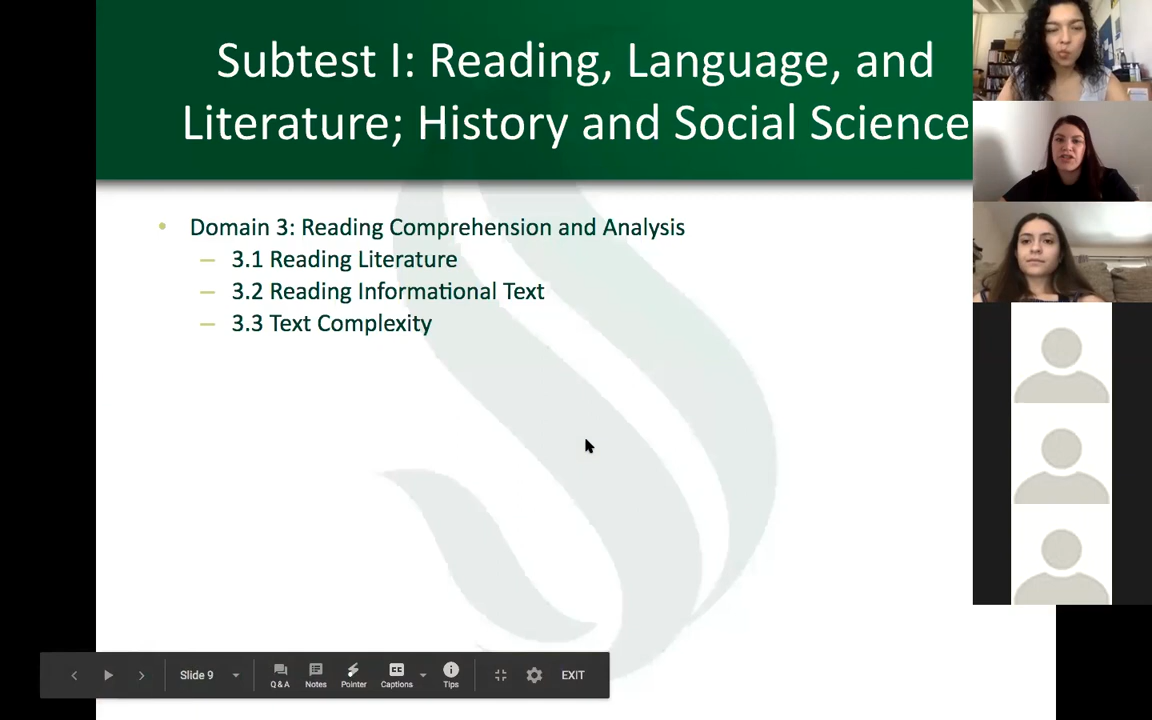 Subtest I: Reading, Language, and
Literature; History and Social Science
• Domain 3: Reading Comprehension and Analysis
– 3.1 Reading Literature
– 3.2 Reading Informational Text
– 3.3 Text Complexity
Slide 9
Q & A
Notes
Pointer
CC
Captions
Tips
EXIT